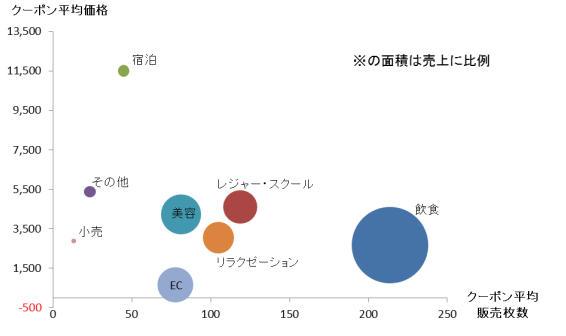 クーポン平均価格
13,500
11,500
9,500
7,500
5,500
3,500
1,500
-500
※の面積は売上に比例
宿泊
その他
小売
美容
レジャー・スクール
リラクゼーション
EC
飲食
0
50
100
150
200
250
クーポン平均
販売枚数